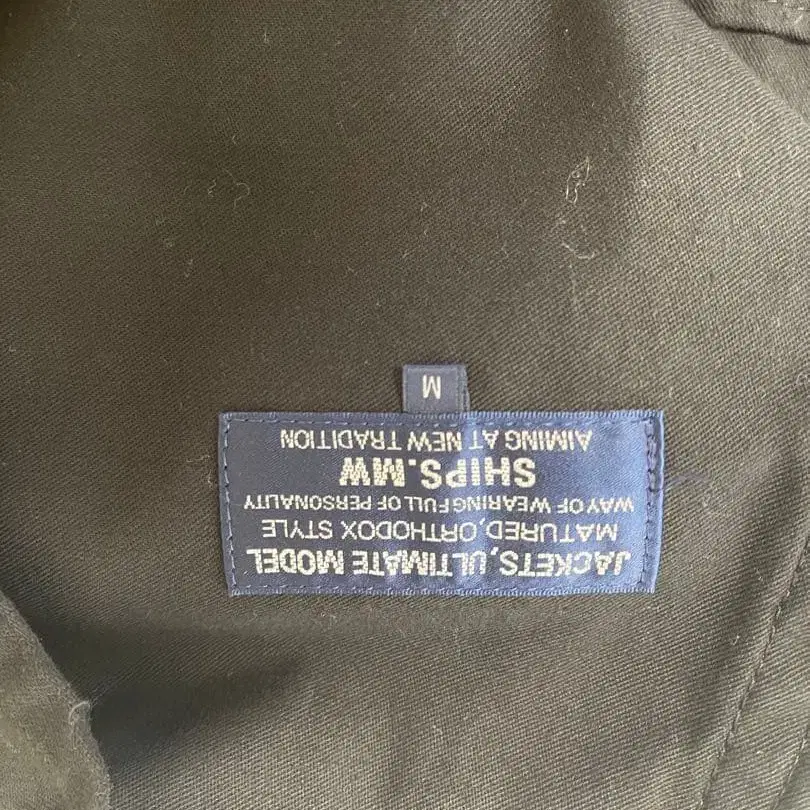 JACKETS, ULTIMATE MODEL
MATURED, ORTHODOX STYLE
WAY OF WEARING FULL OF PERSONALITY
SHIPS.MW
AIMING AT NEW TRADITION
M